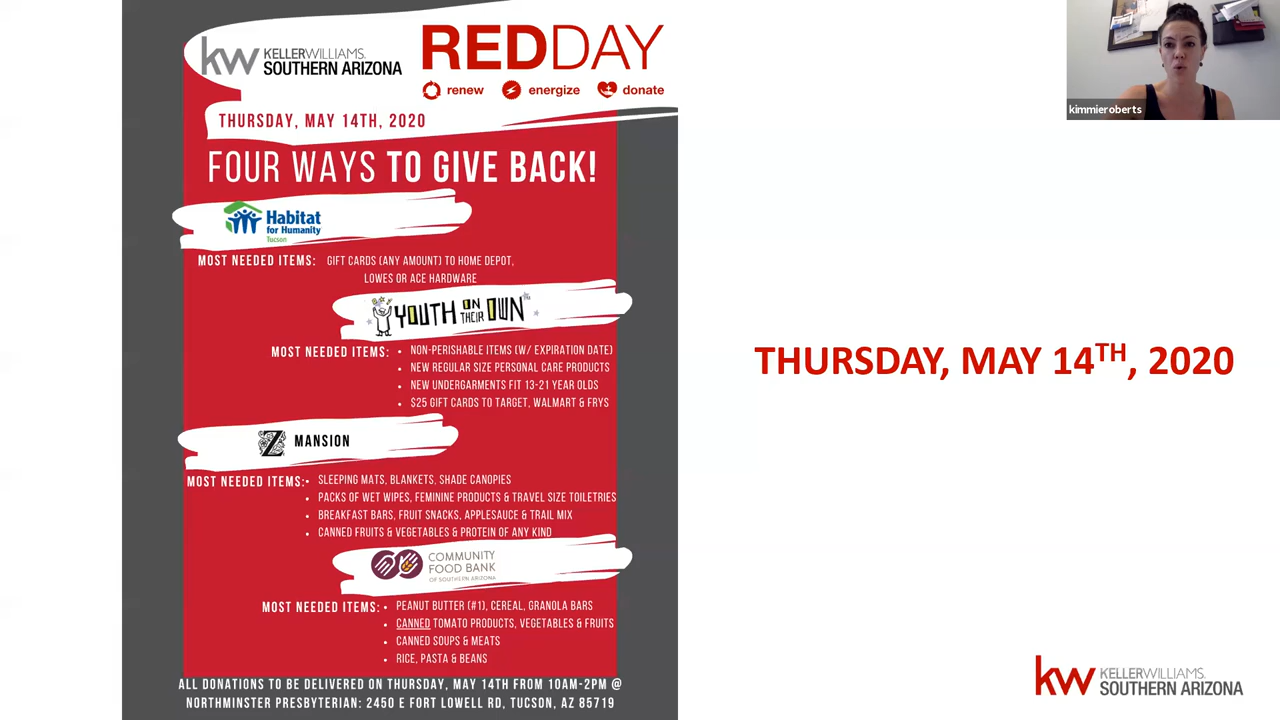 kw KELLERWILLIAMS.
SOUTHERN ARIZONA
REDDAY
renew energize donate
THURSDAY, MAY 14TH, 2020
FOUR WAYS TO GIVE BACK!
Habitat
for Humanity
Tucson
MOST NEEDED ITEMS: GIFT CARDS (ANY AMOUNT) TO HOME DEPOT,
LOWES OR ACE HARDWARE
YOUTH ON THEIR OWN
MOST NEEDED ITEMS: • NON-PERISHABLE ITEMS (W/ EXPIRATION DATE)
• NEW REGULAR SIZE PERSONAL CARE PRODUCTS
• NEW UNDERGARMENTS FIT 13-21 YEAR OLDS
• $25 GIFT CARDS TO TARGET, WALMART & FRYS
Z MANSION
MOST NEEDED ITEMS: • SLEEPING MATS, BLANKETS, SHADE CANOPIES
• PACKS OF WET WIPES, FEMININE PRODUCTS & TRAVEL SIZE TOILETRIES
• BREAKFAST BARS, FRUIT SNACKS, APPLESAUCE & TRAIL MIX
• CANNED FRUITS & VEGETABLES & PROTEIN OF ANY KIND
COMMUNITY
FOOD BANK
OF SOUTHERN ARIZONA
MOST NEEDED ITEMS: • PEANUT BUTTER (#1), CEREAL, GRANOLA BARS
• CANNED TOMATO PRODUCTS, VEGETABLES & FRUITS
• CANNED SOUPS & MEATS
• RICE, PASTA & BEANS
ALL DONATIONS TO BE DELIVERED ON THURSDAY, MAY 14TH FROM 10AM-2PM @
NORTHMINSTER PRESBYTERIAN: 2450 E FORT LOWELL RD, TUCSON, AZ 85719
kimmieroberts
THURSDAY, MAY 14TH, 2020
kw KELLERWILLIAMS.
SOUTHERN ARIZONA